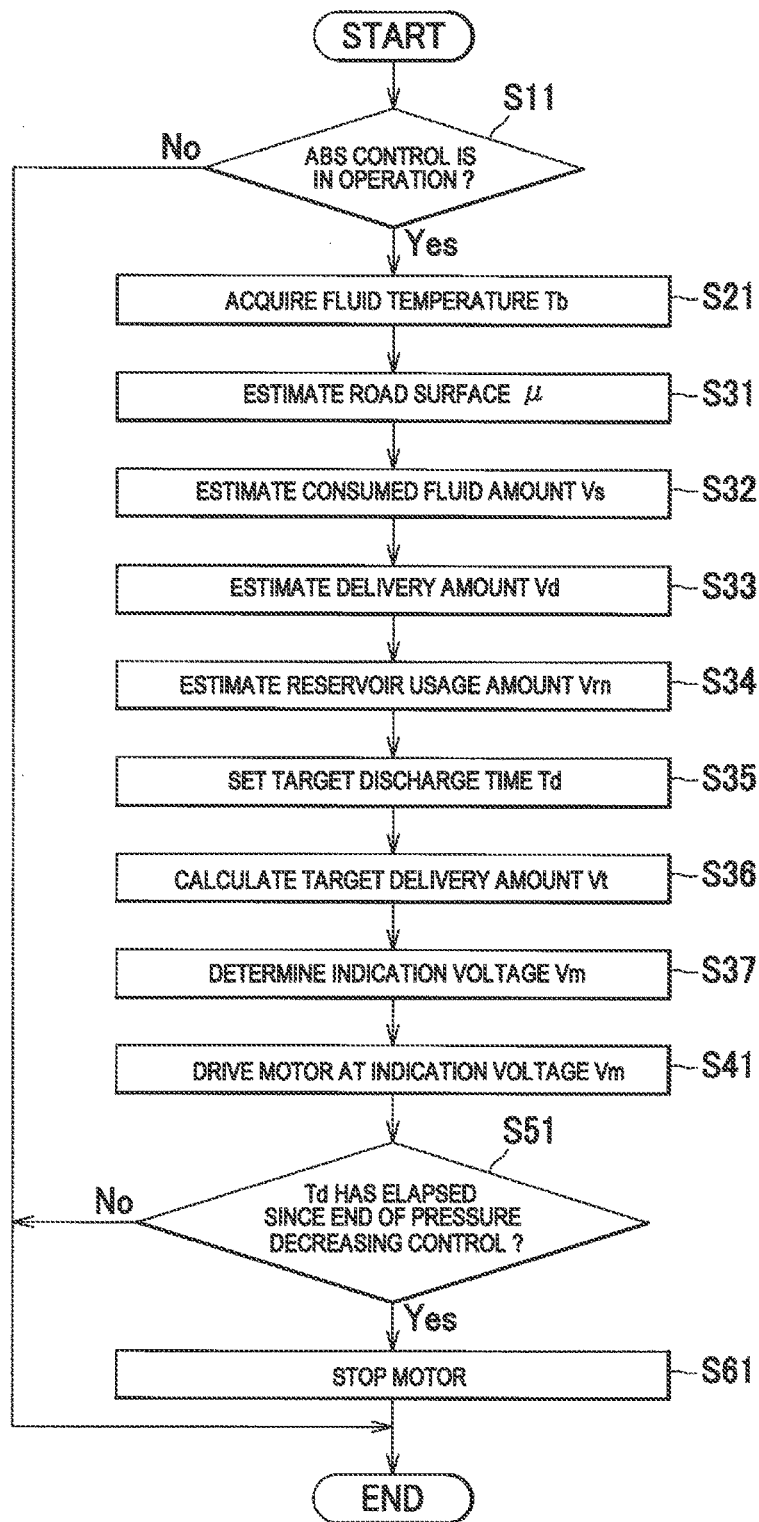 START
S11
No
ABS CONTROL IS
IN OPERATION ?
Yes
ACQUIRE FLUID TEMPERATURE Tb
S21
ESTIMATE ROAD SURFACE μ
S31
ESTIMATE CONSUMED FLUID AMOUNT Vs
S32
ESTIMATE DELIVERY AMOUNT Vd
S33
ESTIMATE RESERVOIR USAGE AMOUNT Vrn
S34
SET TARGET DISCHARGE TIME Td
S35
CALCULATE TARGET DELIVERY AMOUNT Vt
S36
DETERMINE INDICATION VOLTAGE Vm
S37
DRIVE MOTOR AT INDICATION VOLTAGE Vm
S41
S51
No
Td HAS ELAPSED
SINCE END OF PRESSURE
DECREASING CONTROL ?
Yes
STOP MOTOR
S61
END